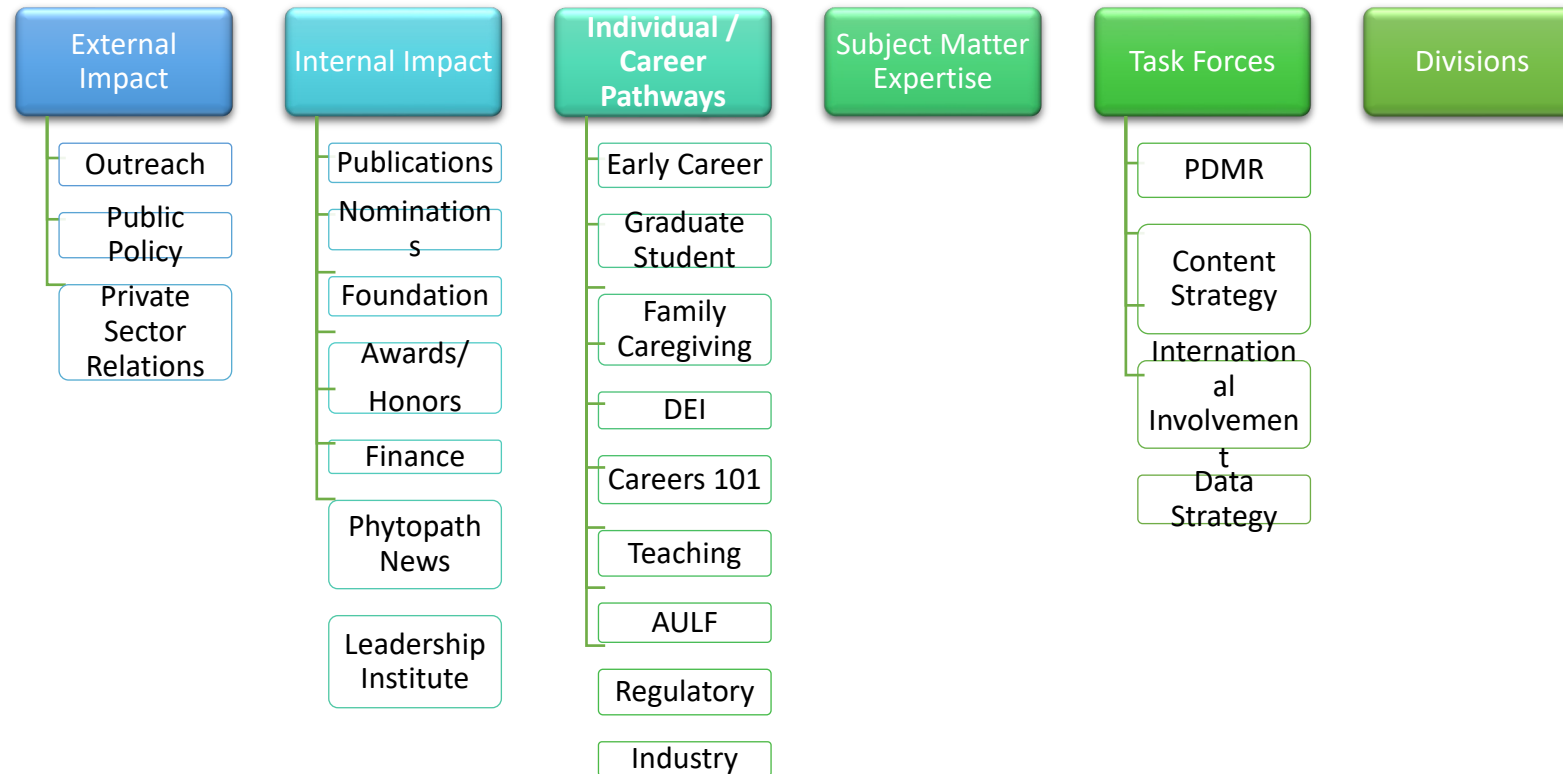 External
Impact
Outreach
Public
Policy
Private
Sector
Relations
Internal Impact
Publications
Nomination
s
Foundation
Awards/
Honors
Finance
Phytopath
News
Leadership
Institute
Individual /
Career
Pathways
Early Career
Graduate
Student
Family
Caregiving
DEI
Careers 101
Teaching
AULF
Regulatory
Industry
Subject Matter
Expertise
Task Forces
PDMR
Content
Strategy
Internation
al
Involvemen
t
Data
Strategy
Divisions